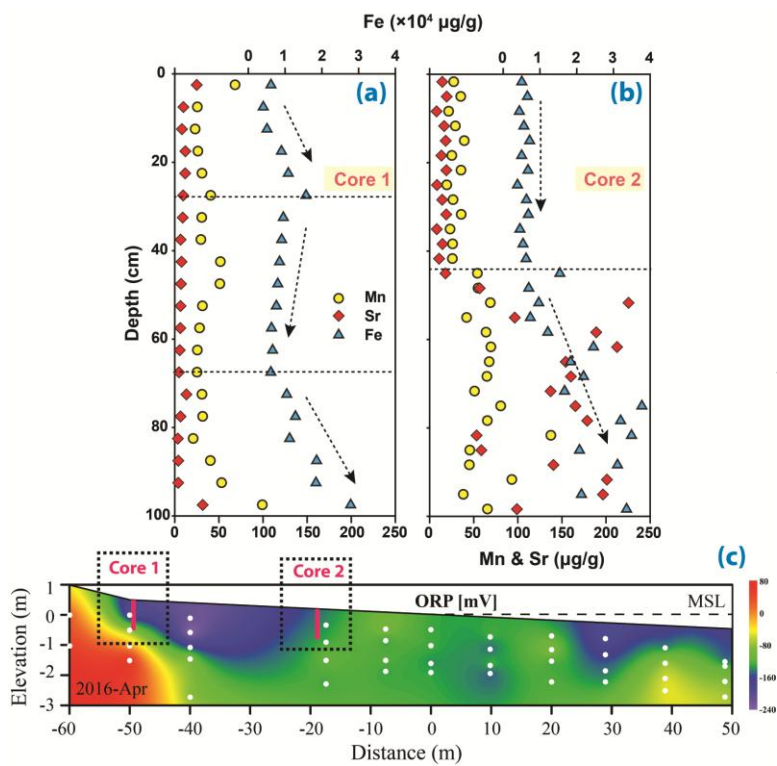 Fe (×10⁴ µg/g)
0 1 2 3 4 0 1 2 3 4
0
20
40
60
80
100
Depth (cm)
(a)
Core 1
Mn
Sr
Fe
(b)
Core 2
0 50 100 150 200 250 0 50 100 150 200 250
Mn & Sr (µg/g)
(c)
Core 1
Core 2
ORP [mV]
MSL
Elevation (m)
1
0
-1
-2
-3
2016-Apr
-60 -50 -40 -30 -20 -10 0 10 20 30 40 50
Distance (m)
80
0
-80
-160
-240